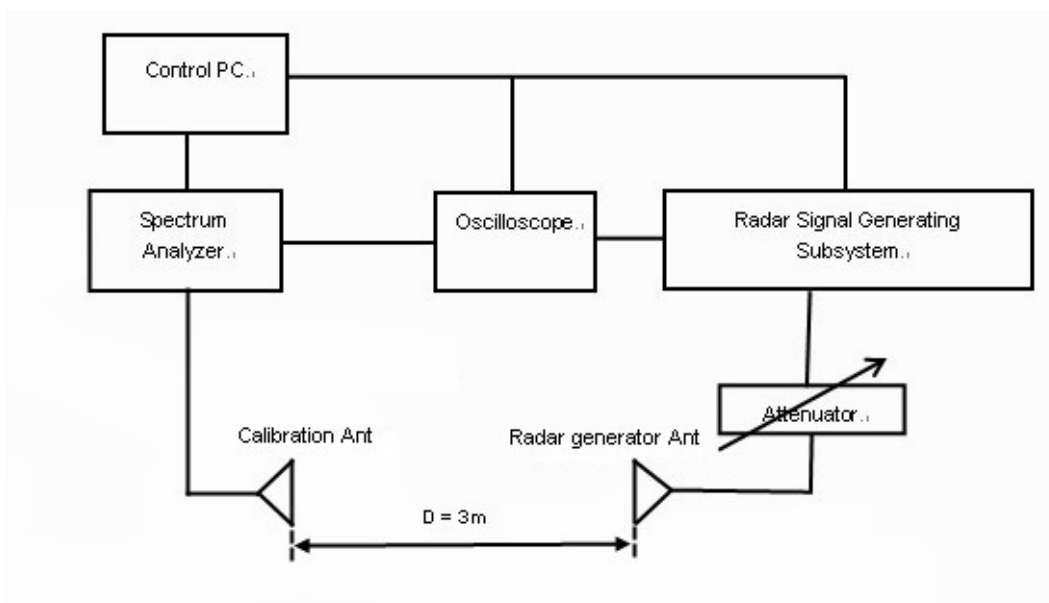 Control PC
Spectrum
Analyzer
Oscilloscope
Radar Signal Generating
Subsystem
Attenuator
Calibration Ant
Radar generator Ant
D = 3m